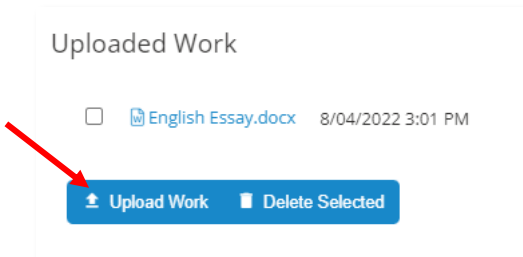 Uploaded Work
English Essay.docx 8/04/2022 3:01 PM
Upload Work Delete Selected